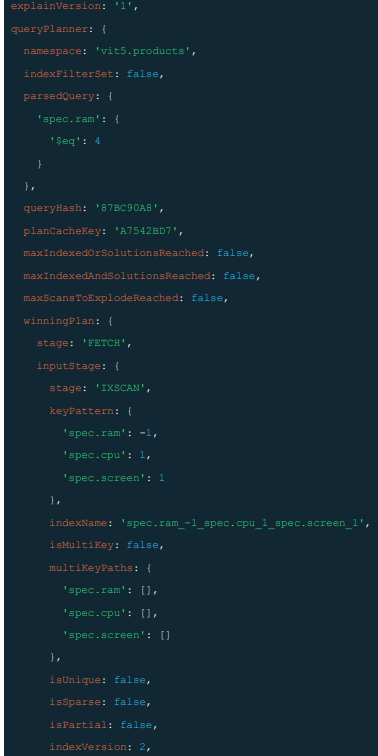 explainVersion: '1',
queryPlanner: {
namespace: 'vit5.products',
indexFilterSet: false,
parsedQuery: {
'spec.ram': {
'$eq': 4
}
},
queryHash: '87BC90A8',
planCacheKey: 'A7542BD7',
maxIndexedOrSolutionsReached: false,
maxIndexedAndSolutionsReached: false,
maxScansToExplodeReached: false,
winningPlan: {
stage: 'FETCH',
inputStage: {
stage: 'IXSCAN',
keyPattern: {
'spec.ram': -1,
'spec.cpu': 1,
'spec.screen': 1
},
indexName: 'spec.ram_-1_spec.cpu_1_spec.screen_1',
isMultiKey: false,
multiKeyPaths: {
'spec.ram': [],
'spec.cpu': [],
'spec.screen': []
},
isUnique: false,
isSparse: false,
isPartial: false,
indexVersion: 2,